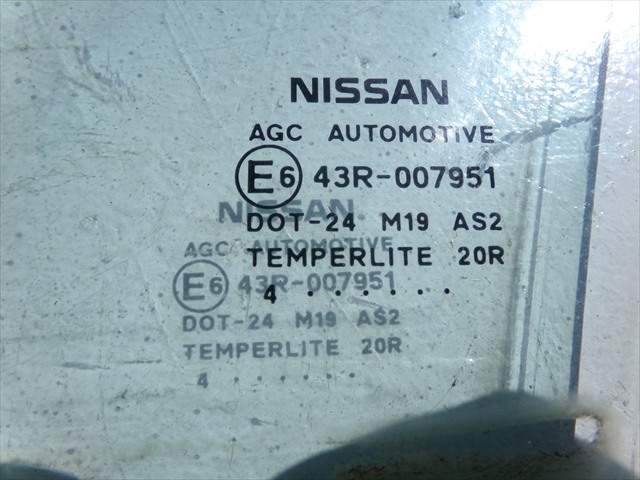 NISSAN
AGC AUTOMOTIVE
E6 43R-007951
DOT-24 M19 AS2
TEMPERLITE 20R
4 . . . . . .
NISSAN
AGC AUTOMOTIVE
E6 43R-007951
DOT-24 M19 AS2
TEMPERLITE 20R
4 . . . . . .